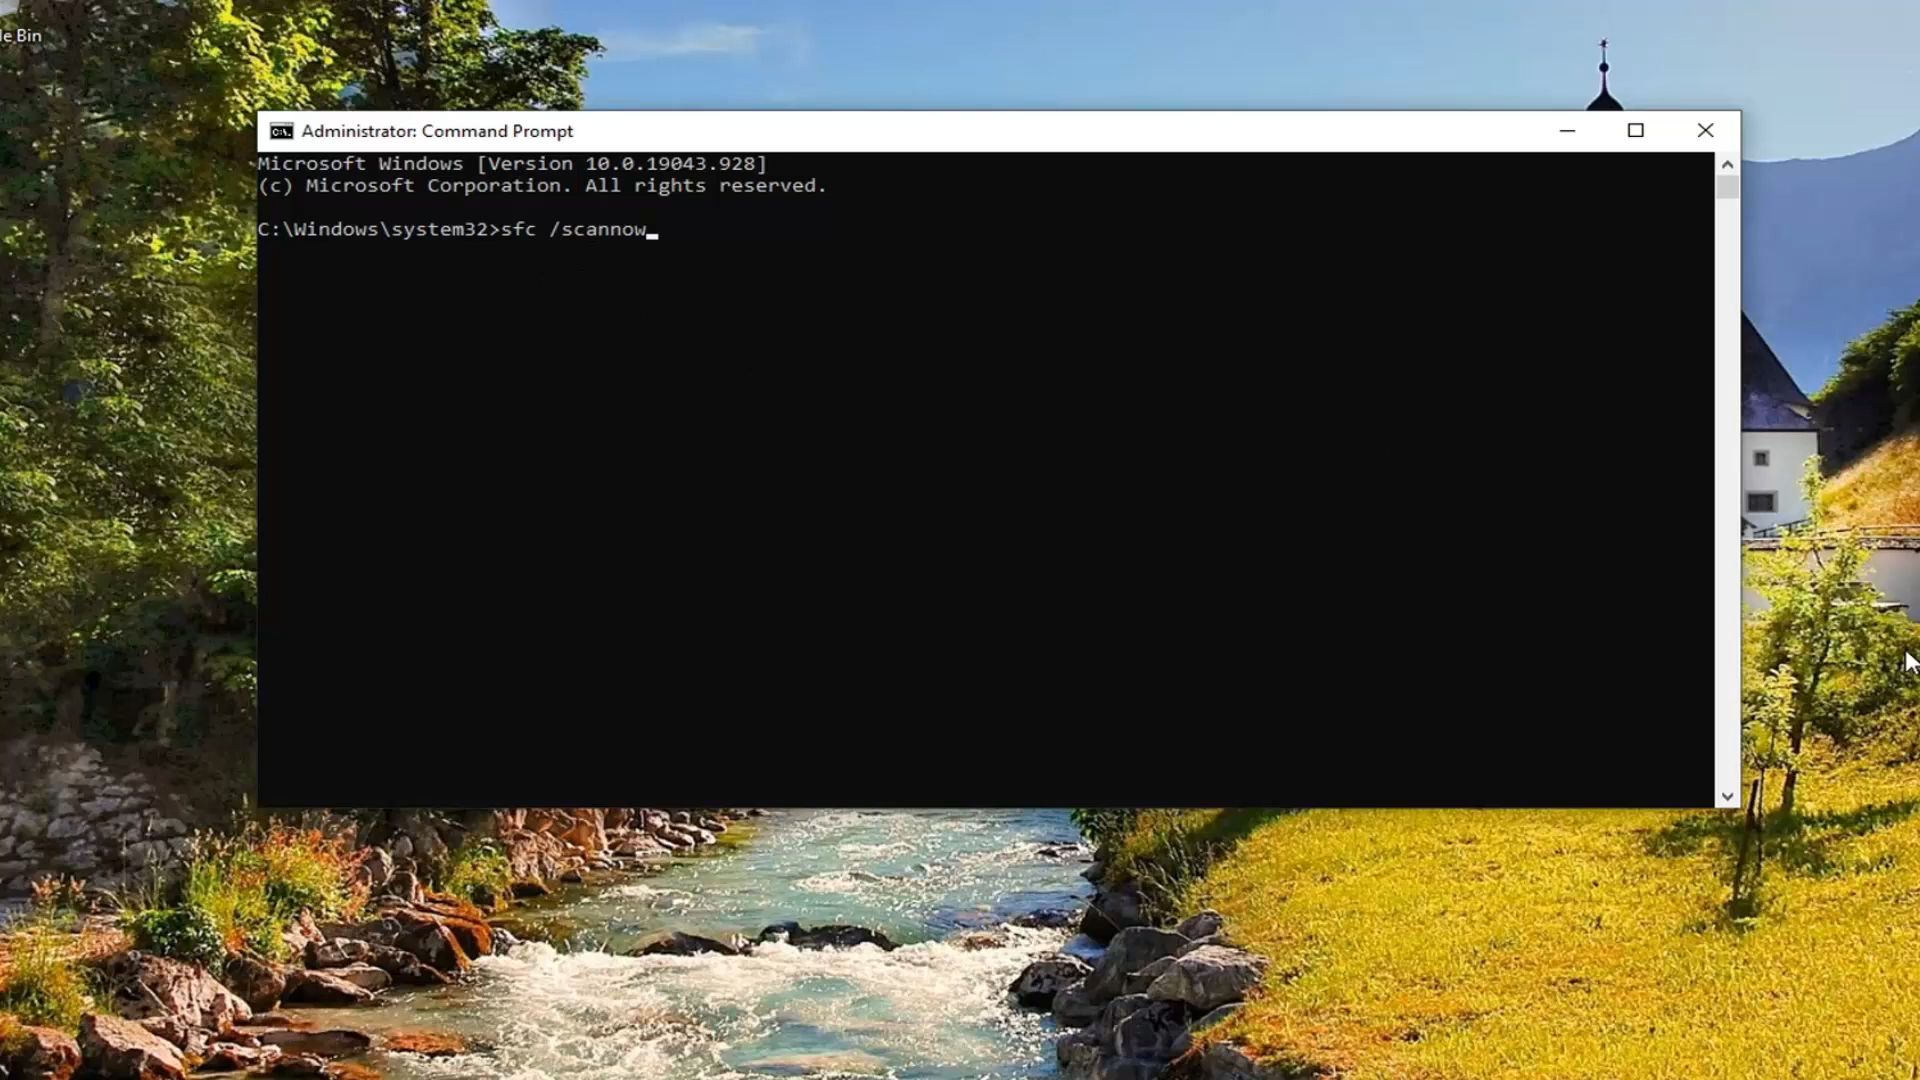 le Bin
Administrator: Command Prompt
Microsoft Windows [Version 10.0.19043.928]
(c) Microsoft Corporation. All rights reserved.
C:\Windows\system32>sfc /scannow